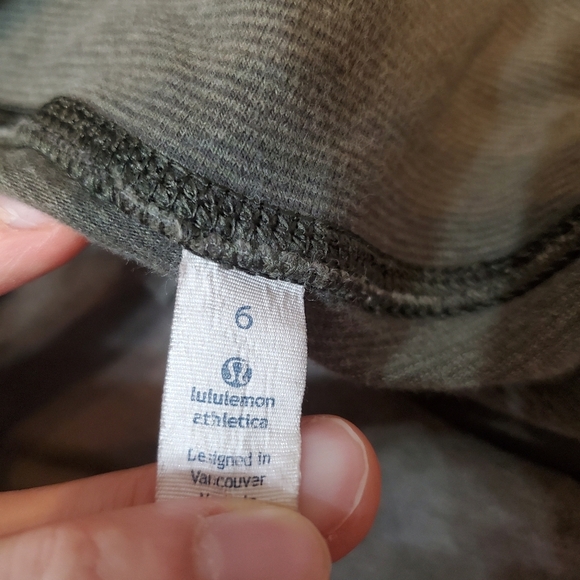 6
lululemon
athletica
Designed in
Vancouver